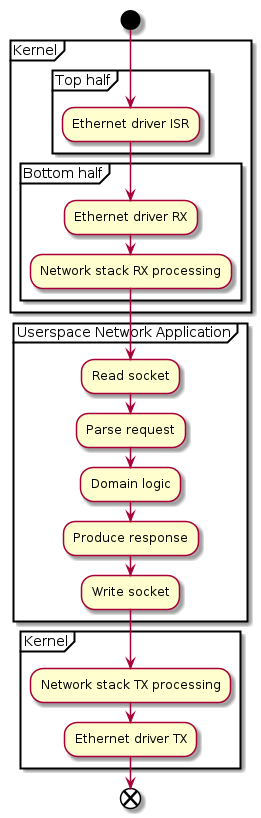 Kernel
Top half
Ethernet driver ISR
Bottom half
Ethernet driver RX
Network stack RX processing
Userspace Network Application
Read socket
Parse request
Domain logic
Produce response
Write socket
Kernel
Network stack TX processing
Ethernet driver TX